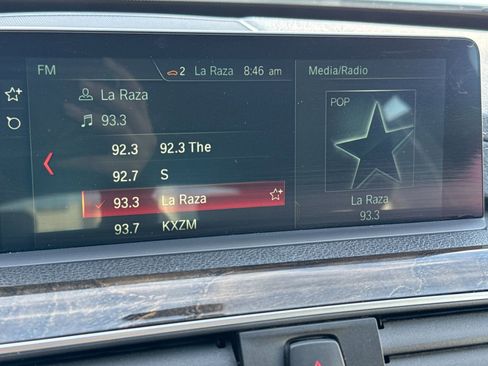 FM
2 La Raza 8:46 am
Media/Radio
La Raza
93.3
92.3 92.3 The
92.7 S
93.3 La Raza
93.7 KXZM
POP
La Raza
93.3